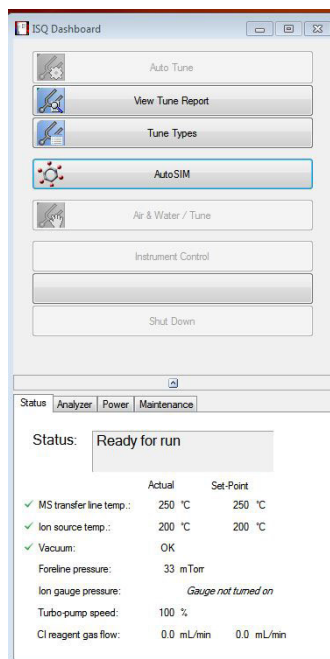 ISQ Dashboard
Auto Tune
View Tune Report
Tune Types
AutoSIM
Air & Water / Tune
Instrument Control
Shut Down
Status Analyzer Power Maintenance
Status: Ready for run
Actual Set-Point
MS transfer line temp.: 250 °C 250 °C
Ion source temp.: 200 °C 200 °C
Vacuum: OK
Foreline pressure: 33 mTorr
Ion gauge pressure: Gauge not turned on
Turbo-pump speed: 100 %
CI reagent gas flow: 0.0 mL/min 0.0 mL/min